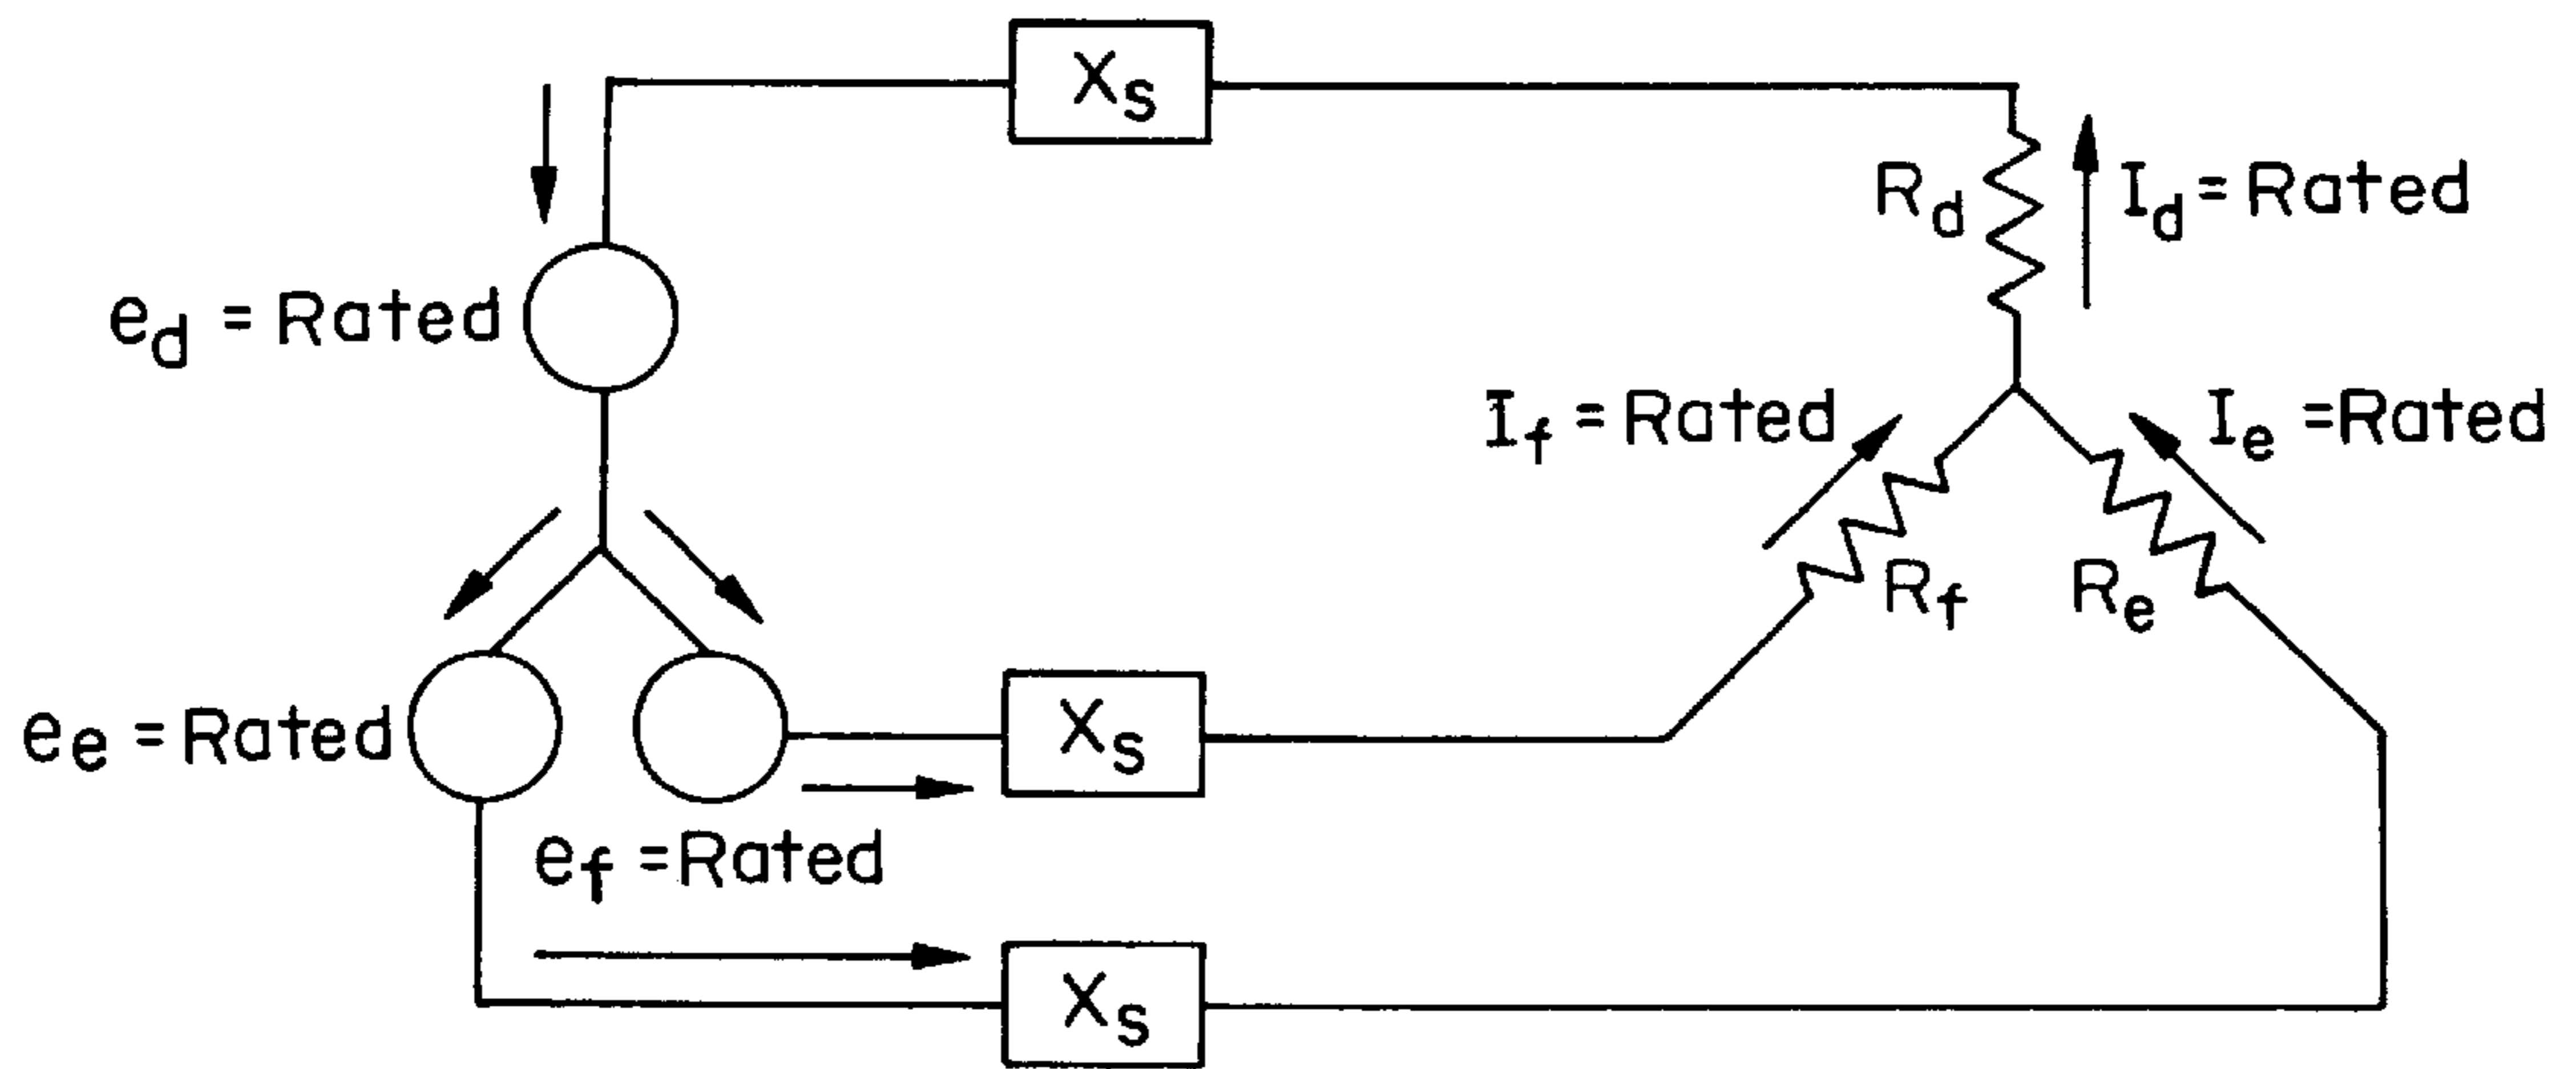 Xs
Rd
Id = Rated
ed = Rated
If = Rated
Ie = Rated
Rf
Re
ee = Rated
Xs
ef = Rated
Xs